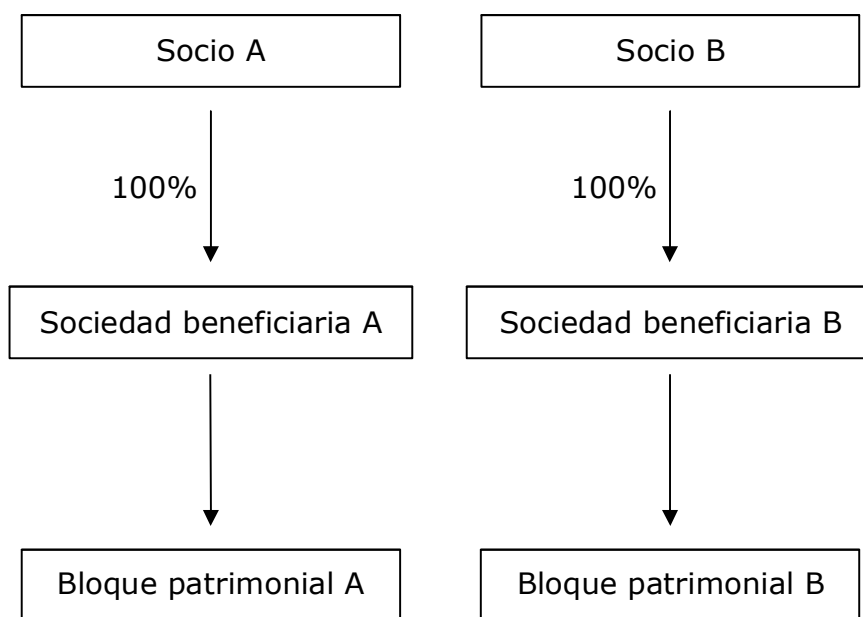 Socio A
Socio B
100%
100%
Sociedad beneficiaria A
Sociedad beneficiaria B
Bloque patrimonial A
Bloque patrimonial B